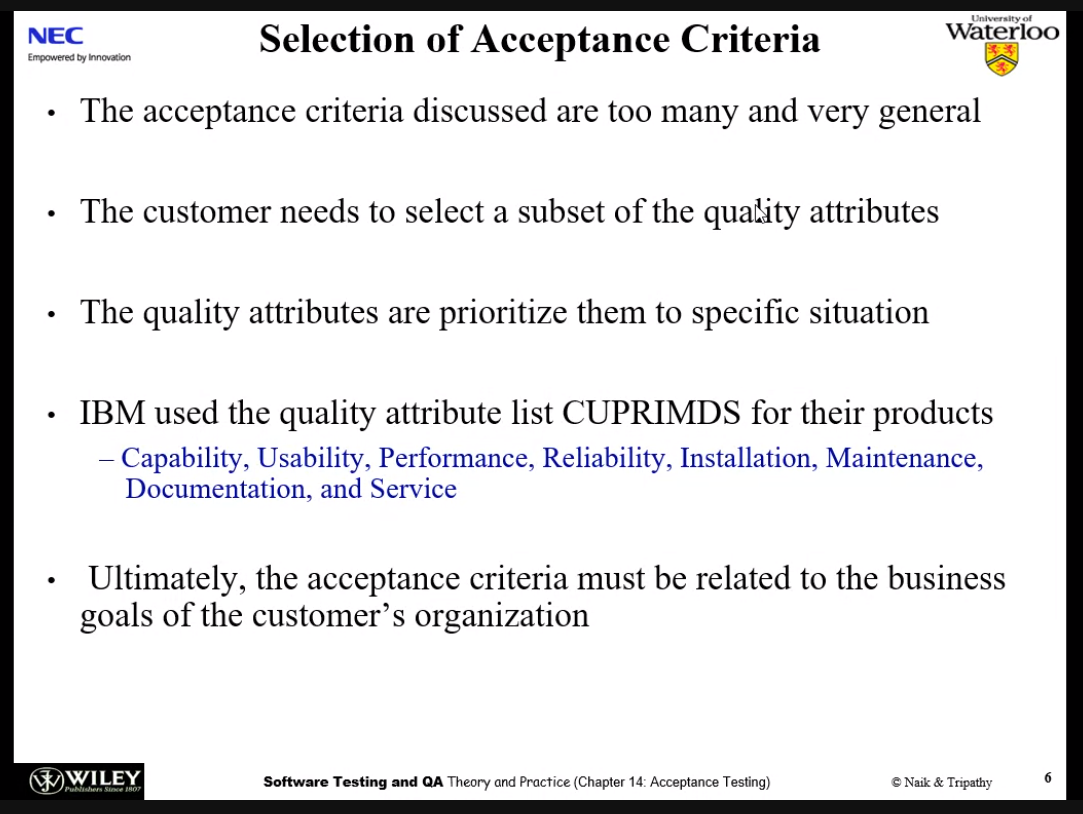 NEC
Empowered by Innovation
Selection of Acceptance Criteria
University of
Waterloo
• The acceptance criteria discussed are too many and very general
• The customer needs to select a subset of the quality attributes
• The quality attributes are prioritize them to specific situation
• IBM used the quality attribute list CUPRIMDS for their products
– Capability, Usability, Performance, Reliability, Installation, Maintenance,
Documentation, and Service
• Ultimately, the acceptance criteria must be related to the business
goals of the customer’s organization
WILEY
Publishers Since 1807
Software Testing and QA Theory and Practice (Chapter 14: Acceptance Testing)
© Naik & Tripathy
6